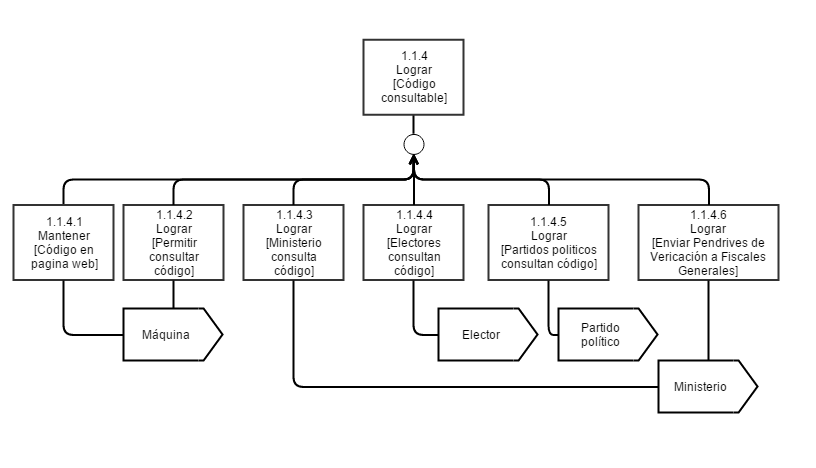 1.1.4
Lograr
[Código
consultable]
1.1.4.1
Mantener
[Código en
pagina web]
1.1.4.2
Lograr
[Permitir
consultar
código]
1.1.4.3
Lograr
[Ministerio
consulta
código]
1.1.4.4
Lograr
[Electores
consultan
código]
1.1.4.5
Lograr
[Partidos politicos
consultan código]
1.1.4.6
Lograr
[Enviar Pendrives de
Vericación a Fiscales
Generales]
Máquina
Elector
Partido
político
Ministerio